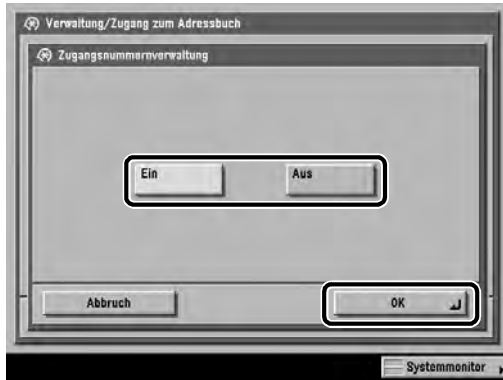 Verwaltung/Zugang zum Adressbuch
Zugangsnummernverwaltung
Ein Aus
Abbruch OK
Systemmonitor